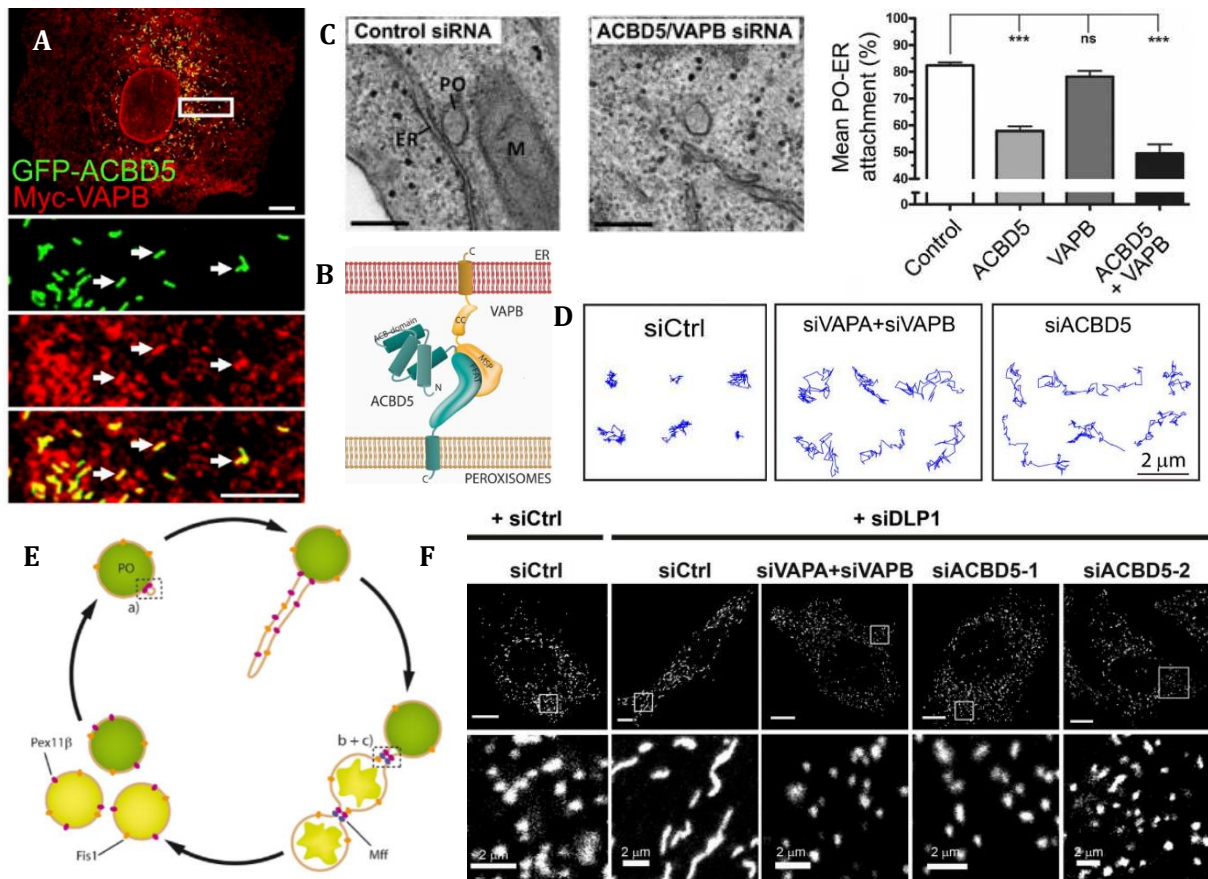 A
GFP-ACBD5
Myc-VAPB
C
Control siRNA
PO
ER
M
ACBD5/VAPB siRNA
Mean PO-ER
attachment (%)
100
90
80
70
60
50
40
0
***
ns
***
Control
ACBD5
VAPB
ACBD5
+ VAPB
B
C
ER
VAPB
CC
MSP
FFAT
ACB-domain
N
ACBD5
C
PEROXISOMES
D
siCtrl
siVAPA+siVAPB
siACBD5
2 μm
E
PO
a)
b + c)
Pex11β
Fis1
Mff
F
+ siCtrl
+ siDLP1
siCtrl
siCtrl
siVAPA+siVAPB
siACBD5-1
siACBD5-2
2 μm
2 μm
2 μm
2 μm
2 μm